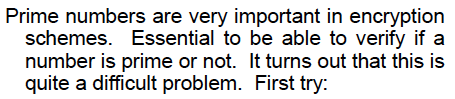 Prime numbers are very important in encryption
schemes.  Essential to be able to verify if a
number is prime or not.  It turns out that this is
quite a difficult problem.  First try: